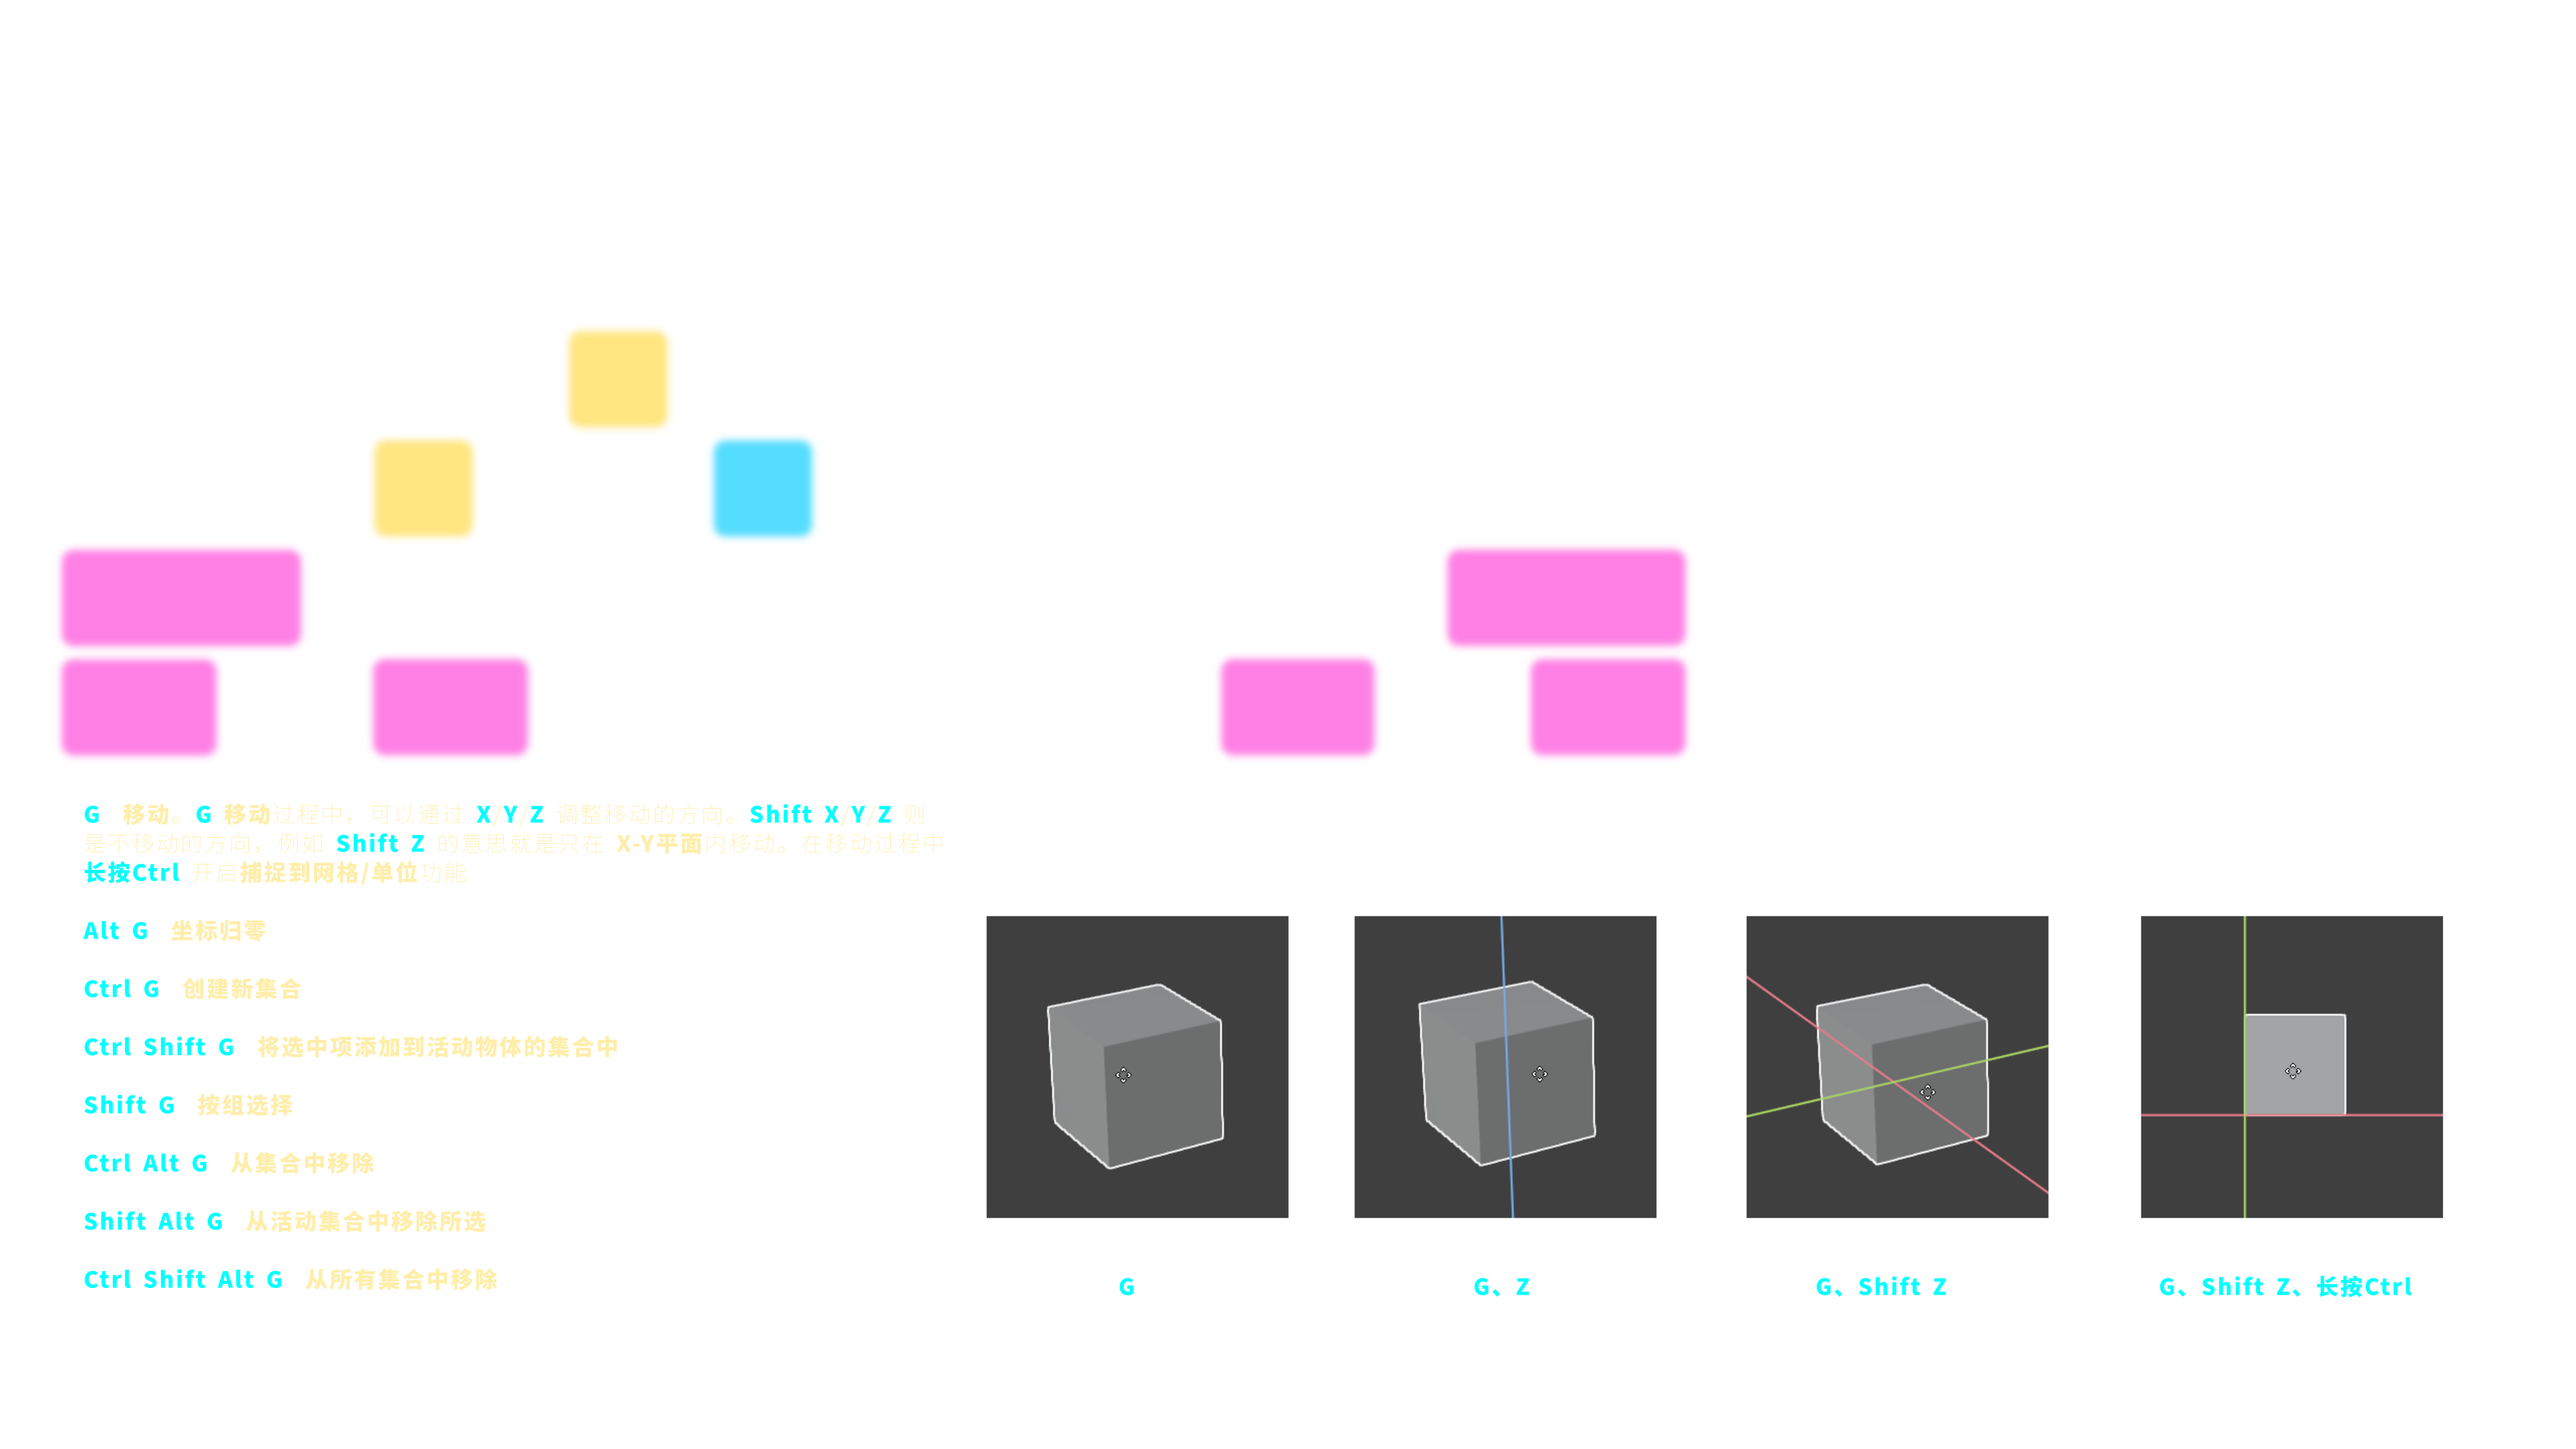 G 移动。G 移动过程中，可以通过 X/Y/Z 调整移动的方向。Shift X/Y/Z 则
是不移动的方向，例如 Shift Z 的意思就是只在 X-Y平面内移动。在移动过程中
长按Ctrl 开启捕捉到网格/单位功能
Alt G 坐标归零
Ctrl G 创建新集合
Ctrl Shift G 将选中项添加到活动物体的集合中
Shift G 按组选择
Ctrl Alt G 从集合中移除
Shift Alt G 从活动集合中移除所选
Ctrl Shift Alt G 从所有集合中移除
G
G、Z
G、Shift Z
G、Shift Z、长按Ctrl